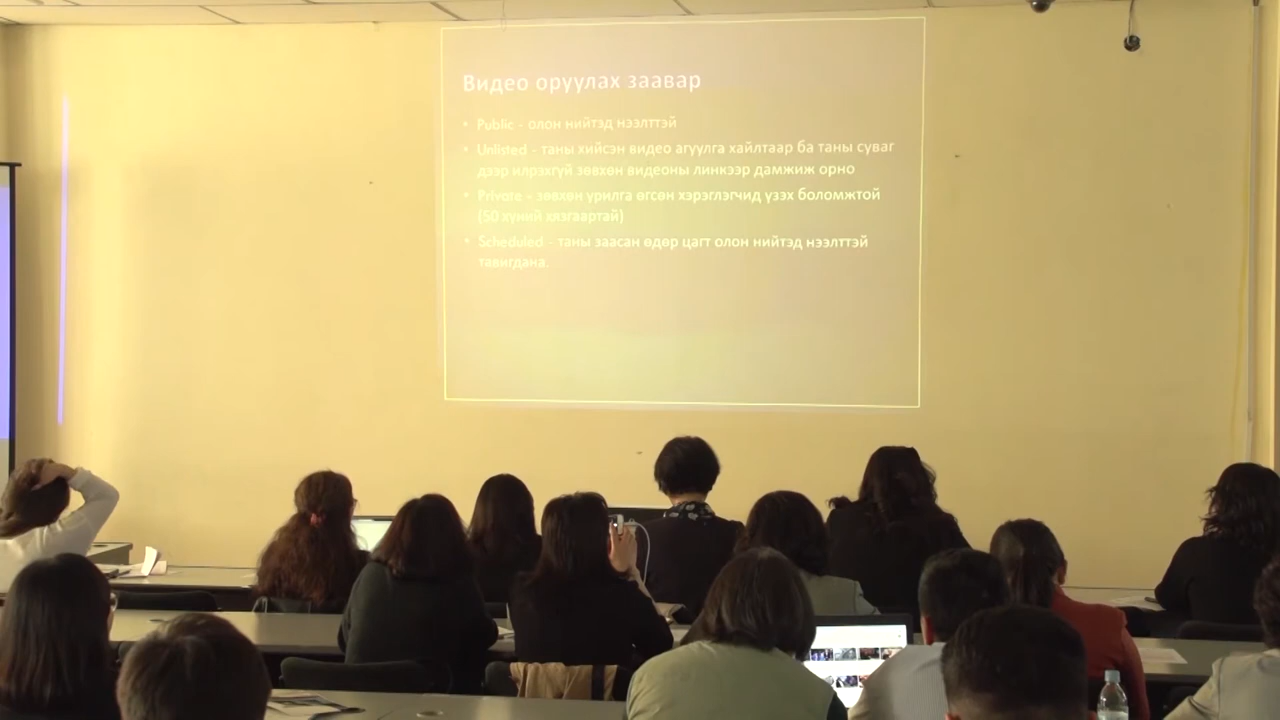 Видео оруулах заавар
• Public - олон нийтэд нээлттэй
• Unlisted - таны хийсэн видео агуулга хайлтаар ба таны суваг
дээр илрэхгүй зөвхөн видеоны линкээр дамжиж орно
• Private - зөвхөн урилга өгсөн хэрэглэгчид үзэх боломжтой
(50 хүний хязгаартай)
• Scheduled - таны заасан өдөр цагт олон нийтэд нээлттэй
тавигдана.